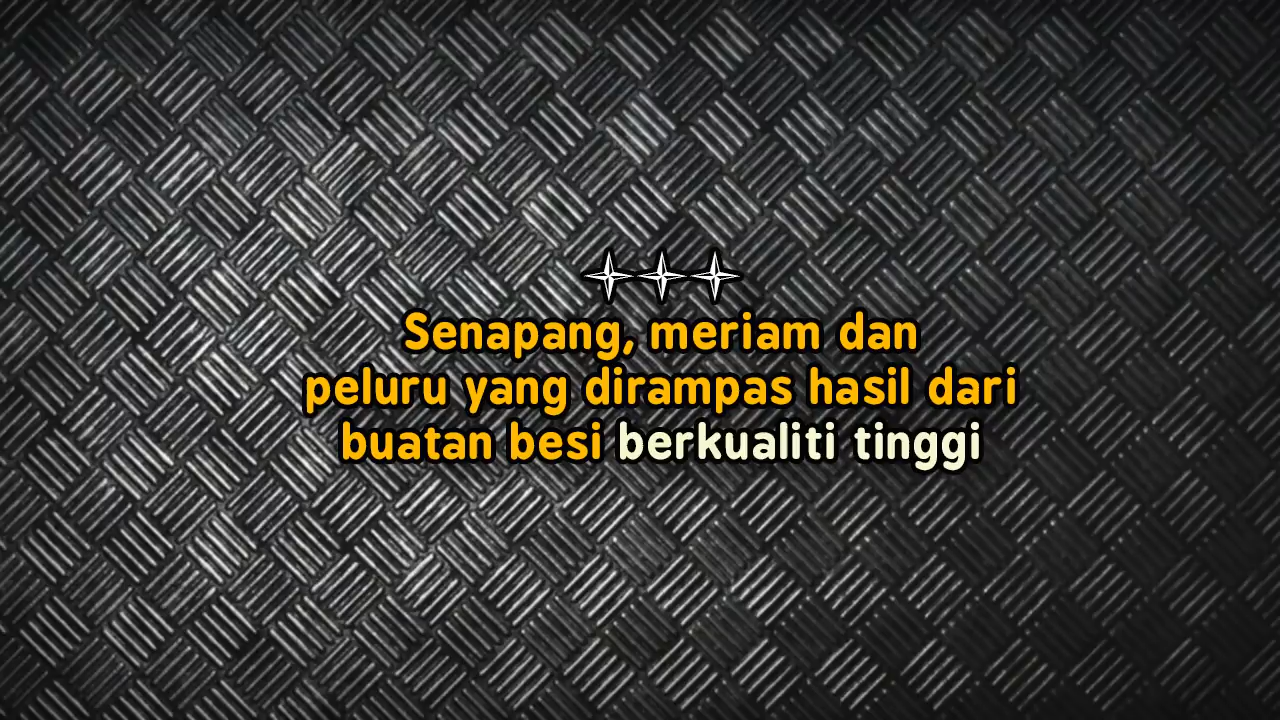 Senapang, meriam dan
peluru yang dirampas hasil dari
buatan besi berkualiti tinggi